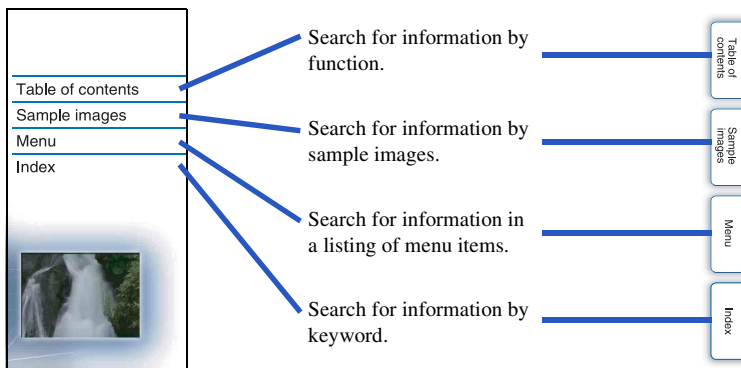 Table of contents
Sample images
Menu
Index
Search for information by
function.
Search for information by
sample images.
Search for information in
a listing of menu items.
Search for information by
keyword.
Table of
contents
Sample
images
Menu
Index